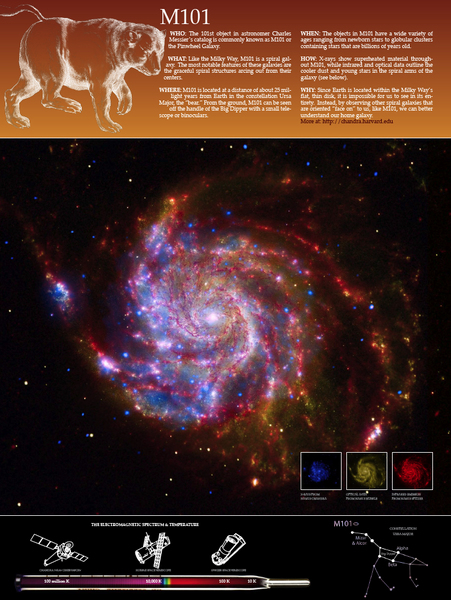 M101
WHO: The 101st object in astronomer Charles
Messier's catalog is commonly known as M101 or
the Pinwheel Galaxy.
WHAT: Like the Milky Way, M101 is a spiral gal-
axy. The most notable features of these galaxies are
the graceful spiral structures arcing out from their
centers.
WHERE: M101 is located at a distance of about 25 mil-
light years from Earth in the constellation Ursa
Major, the "bear." From the ground, M101 can be seen
off the handle of the Big Dipper with a small tele-
scope or binoculars.
WHEN: The objects in M101 have a wide variety of
ages ranging from newborn stars to globular clusters
containing stars that are billions of years old.
HOW: X-rays show superheated material through-
out M101, while infrared and optical data outline the
cooler dust and young stars in the spiral arms of the
galaxy (see below).
WHY: Since Earth is located within the Milky Way's
flat, thin disk, it is impossible for us to see in its en-
tirety. Instead, by observing other spiral galaxies that
are oriented "face on" to us, like M101, we can better
understand our home galaxy.
More at: http://chandra.harvard.edu
THE ELECTROMAGNETIC SPECTRUM & TEMPERATURE
100 million K
10,000 K
100 K
10 K
M101
CONSTELLATION
URSA MAJOR
Mizar
& Alcor
Alpha
Beta